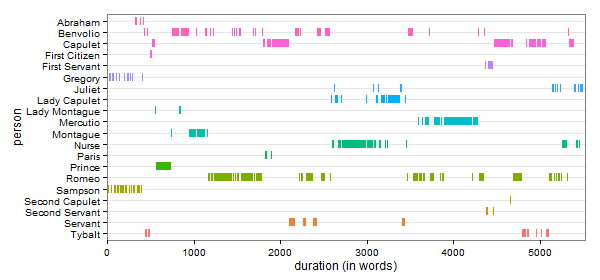 Abraham
Benvolio
Capulet
First Citizen
First Servant
Gregory
Juliet
Lady Capulet
Lady Montague
Mercutio
Montague
Nurse
Paris
Prince
Romeo
Sampson
Second Capulet
Second Servant
Servant
Tybalt
person
0 1000 2000 3000 4000 5000
duration (in words)